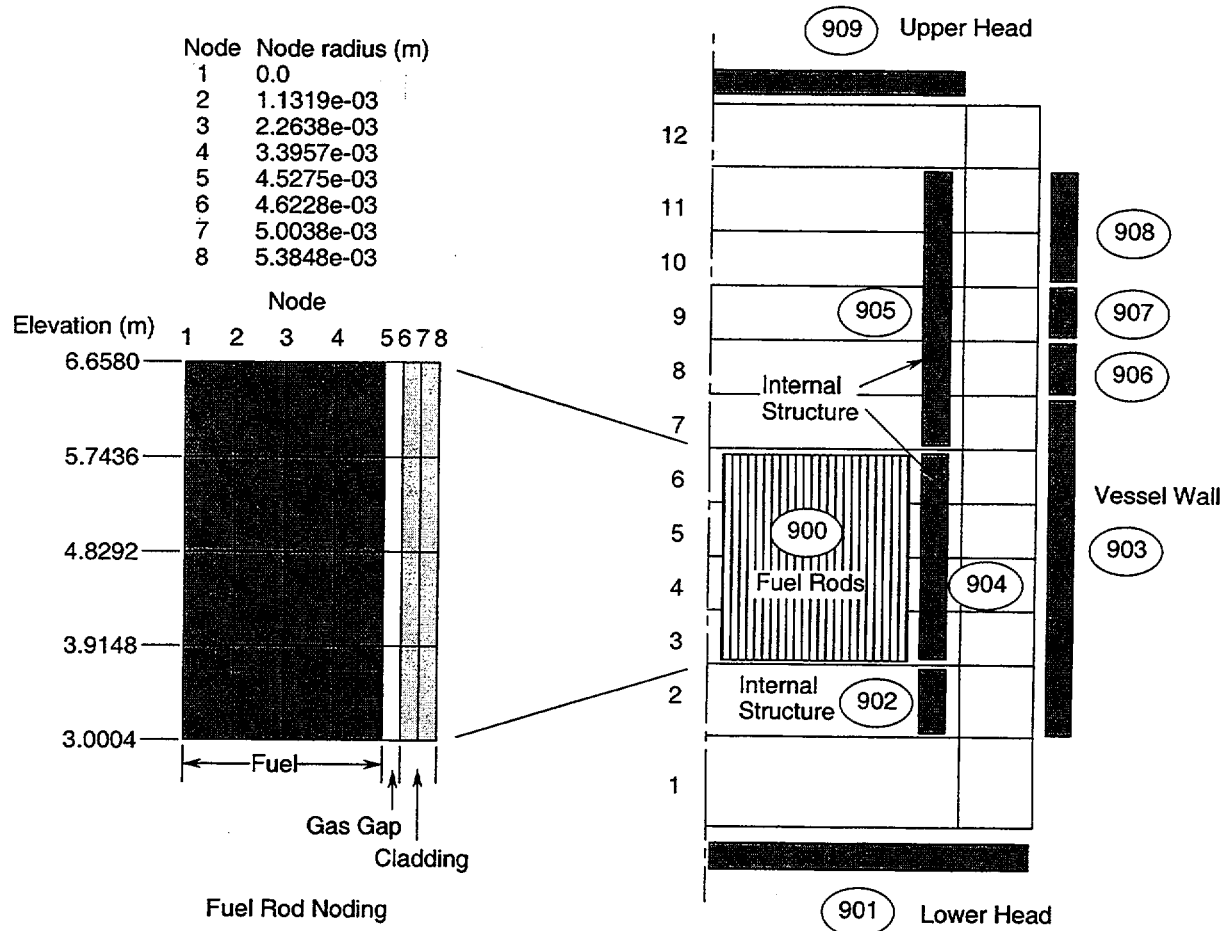 Node Node radius (m)
1 0.0
2 1.1319e-03
3 2.2638e-03
4 3.3957e-03
5 4.5275e-03
6 4.6228e-03
7 5.0038e-03
8 5.3848e-03
Node
Elevation (m)
1 2 3 4 5 6 7 8
6.6580
5.7436
4.8292
3.9148
3.0004
Fuel
Gas Gap
Cladding
Fuel Rod Noding
909 Upper Head
12
11
908
10
905
9
907
8
906
Internal
Structure
7
6
Vessel Wall
900
5
903
Fuel Rods
904
4
3
Internal
Structure
902
2
1
901 Lower Head